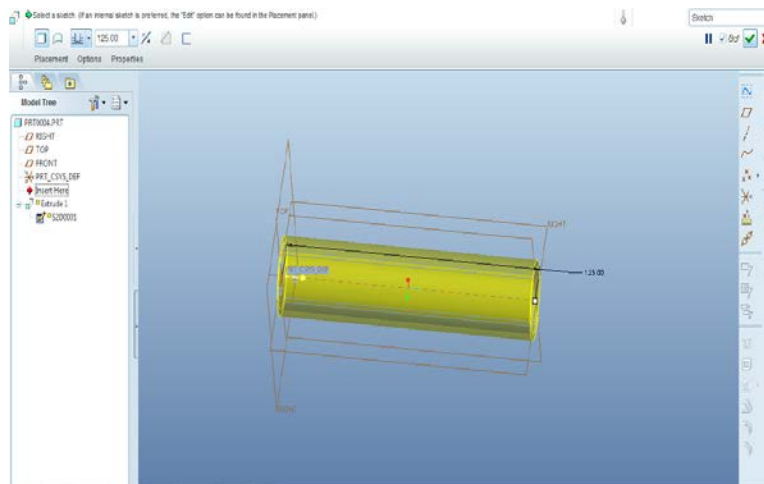 Select a sketch. (If an internal sketch is preferred, the "Edit" option can be found in the Placement panel.)
Sketch
125.00
Placement Options Properties
Model Tree
PRT0004.PRT
RIGHT
TOP
FRONT
PRT_CSYS_DEF
Insert Here
Extrude 1
S2D0001
TOP
RIGHT
125.00
PRT_CSYS_DEF